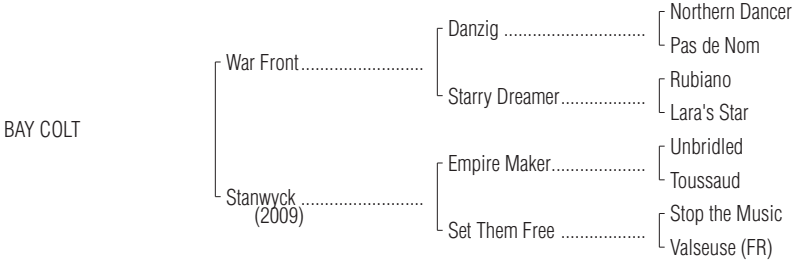 Northern Dancer
Danzig ..............................
Pas de Nom
War Front..........................
Rubiano
Starry Dreamer..................
Lara's Star
BAY COLT
Unbridled
Empire Maker....................
Toussaud
Stanwyck ..........................
(2009)
Stop the Music
Set Them Free ..................
Valseuse (FR)